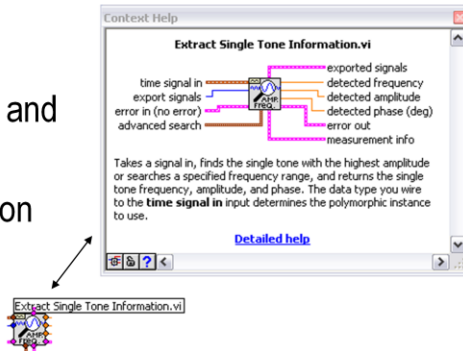 and
on
Context Help
Extract Single Tone Information.vi
time signal in
export signals
error in (no error)
advanced search
AMP.
FREQ.
exported signals
detected frequency
detected amplitude
detected phase (deg)
error out
measurement info
Takes a signal in, finds the single tone with the highest amplitude
or searches a specified frequency range, and returns the single
tone frequency, amplitude, and phase. The data type you wire
to the time signal in input determines the polymorphic instance
to use.
Detailed help
?
Extract Single Tone Information.vi
AMP.
FREQ.